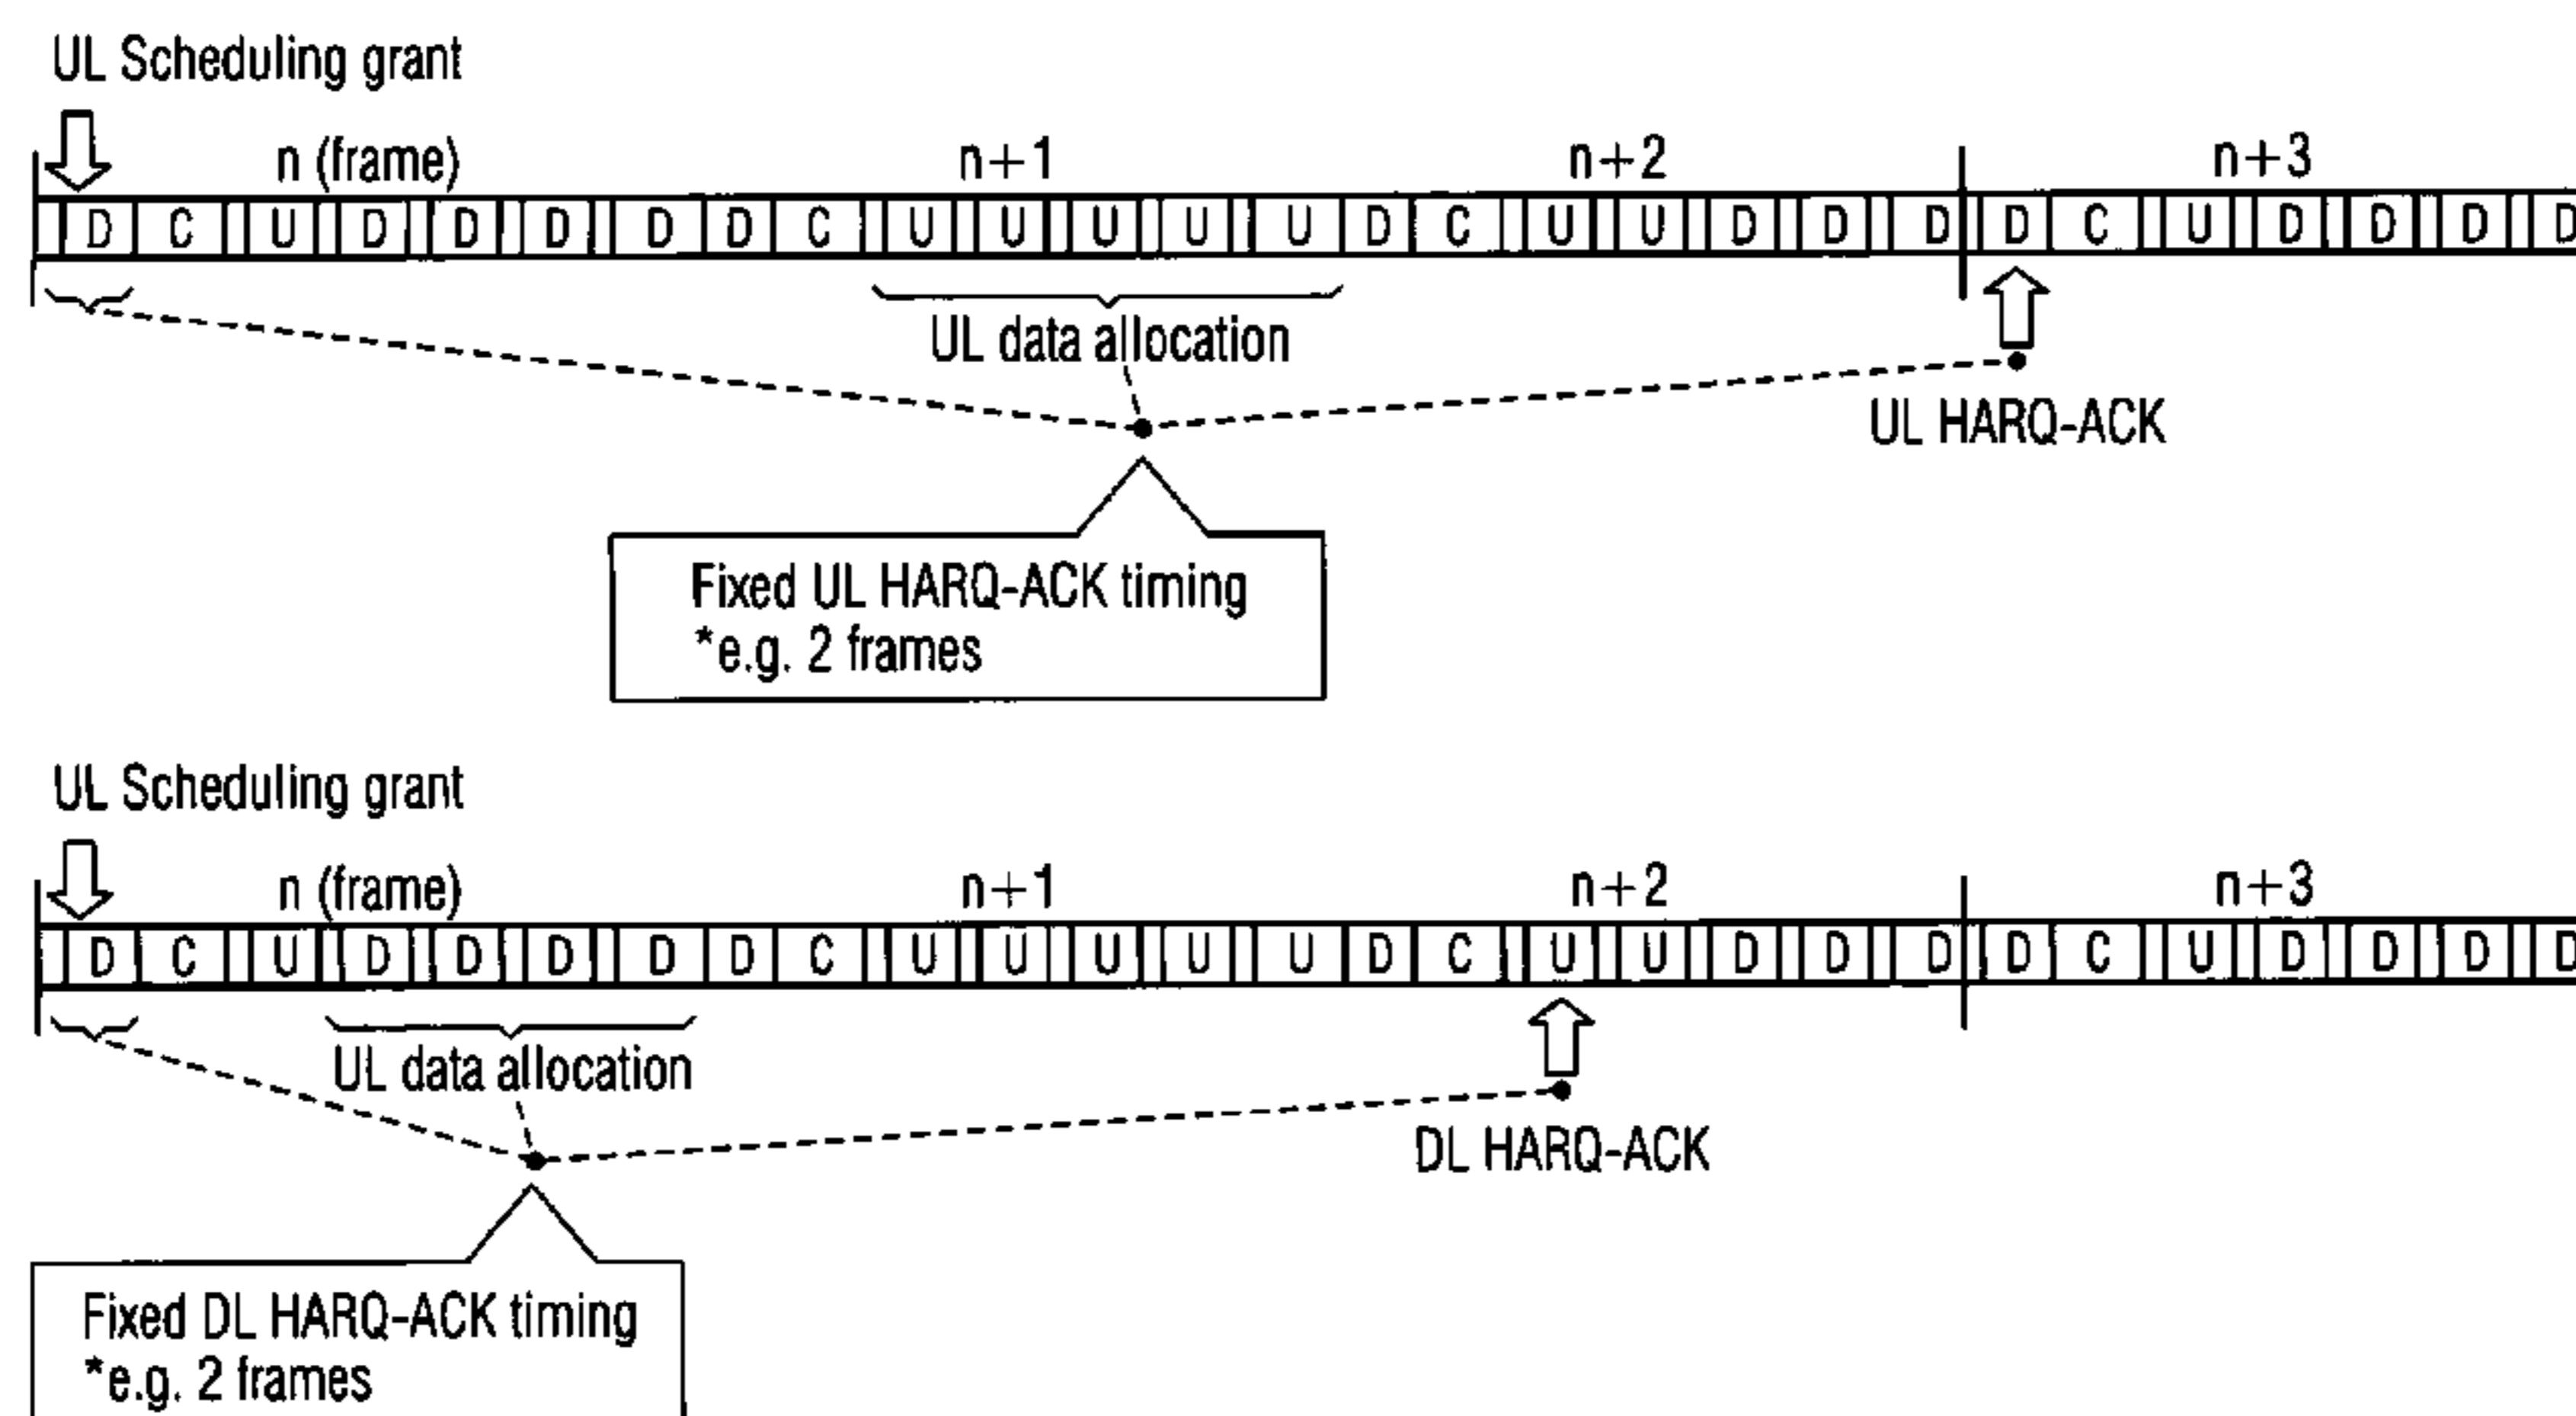 UL Scheduling grant
n (frame) n+1 n+2 n+3
D C U D D D D D C U U U U U D C U U D D D D C U D D D D
UL data allocation
UL HARQ-ACK
Fixed UL HARQ-ACK timing
*e.g. 2 frames
UL Scheduling grant
n (frame) n+1 n+2 n+3
D C U D D D D D C U U U U U D C U U D D D D C U D D D D
UL data allocation
DL HARQ-ACK
Fixed DL HARQ-ACK timing
*e.g. 2 frames